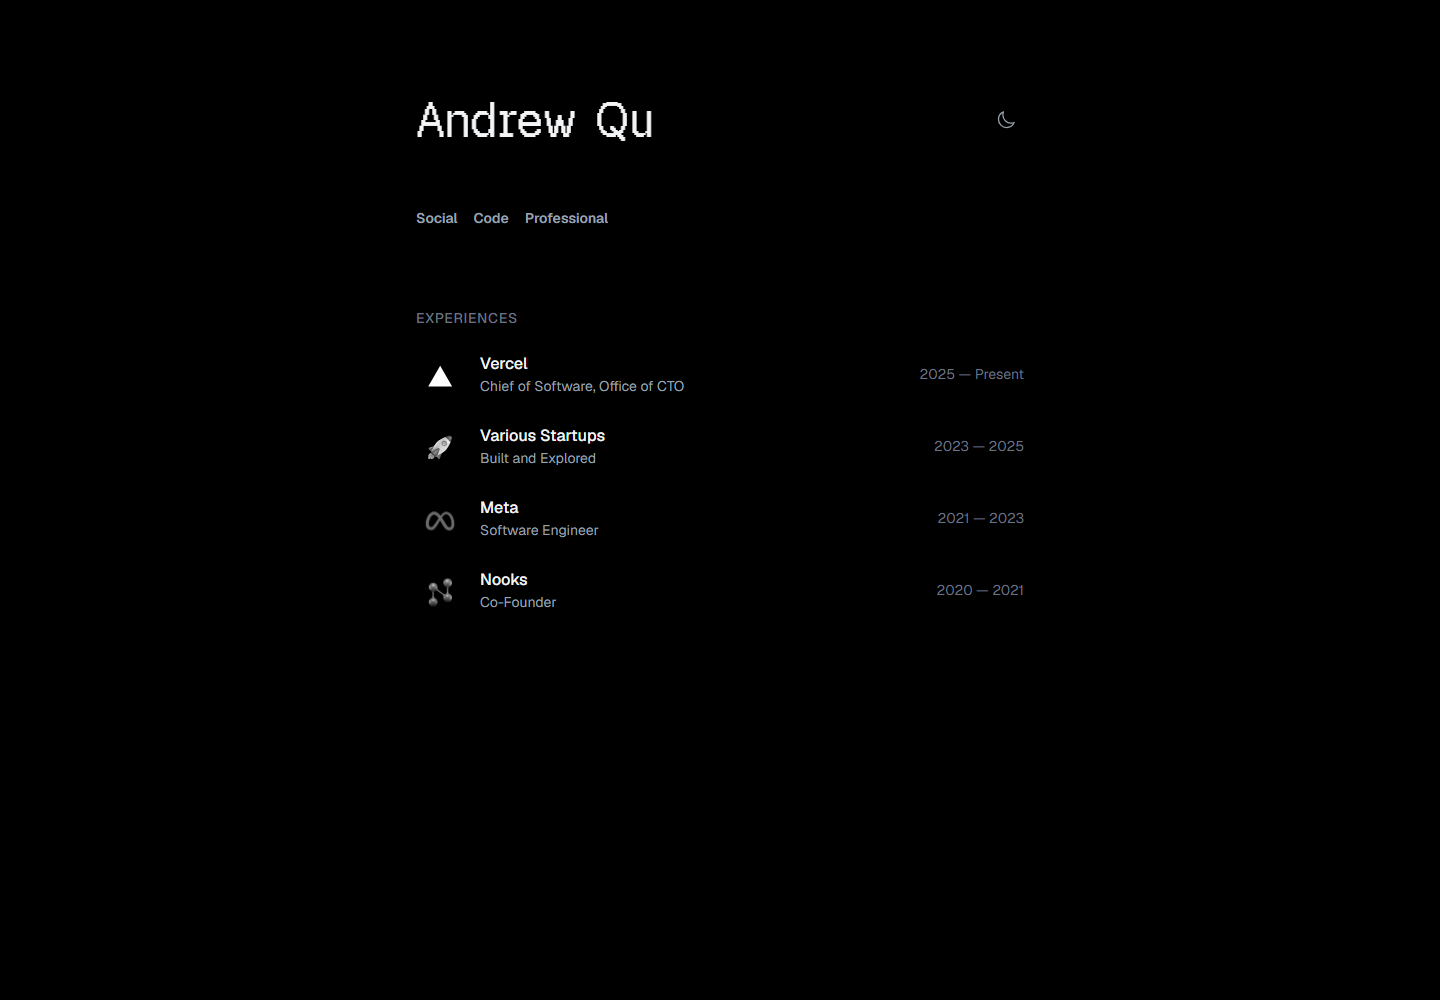 Andrew Qu
Social Code Professional
EXPERIENCES
Vercel
Chief of Software, Office of CTO
2025 — Present
Various Startups
Built and Explored
2023 — 2025
Meta
Software Engineer
2021 — 2023
Nooks
Co-Founder
2020 — 2021